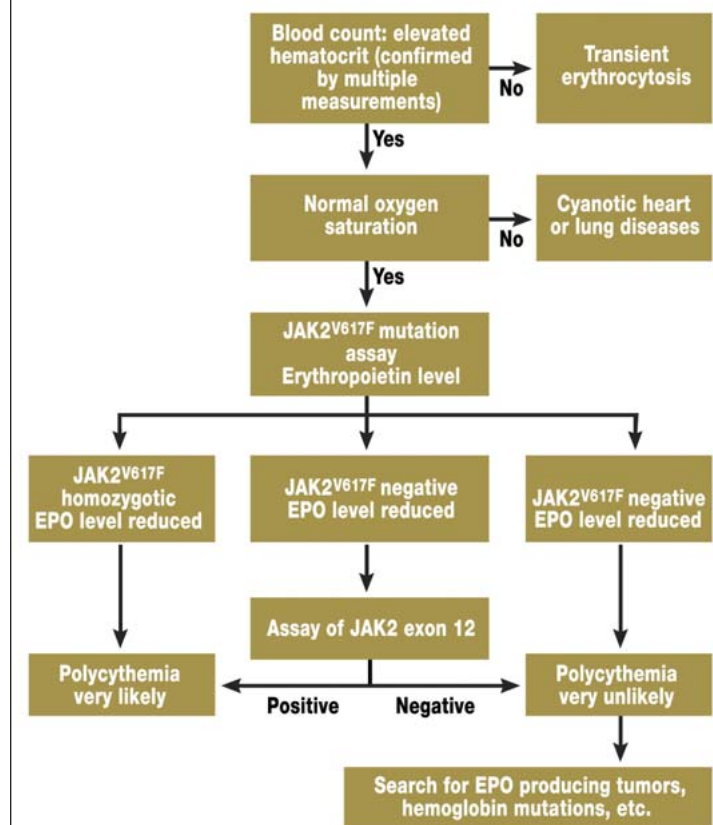 Blood count: elevated
hematocrit (confirmed
by multiple
measurements)
No
Transient
erythrocytosis
Yes
Normal oxygen
saturation
No
Cyanotic heart
or lung diseases
Yes
JAK2V617F mutation
assay
Erythropoietin level
JAK2V617F
homozygotic
EPO level reduced
JAK2V617F negative
EPO level reduced
JAK2V617F negative
EPO level reduced
Assay of JAK2 exon 12
Polycythemia
very likely
Positive
Negative
Polycythemia
very unlikely
Search for EPO producing tumors,
hemoglobin mutations, etc.